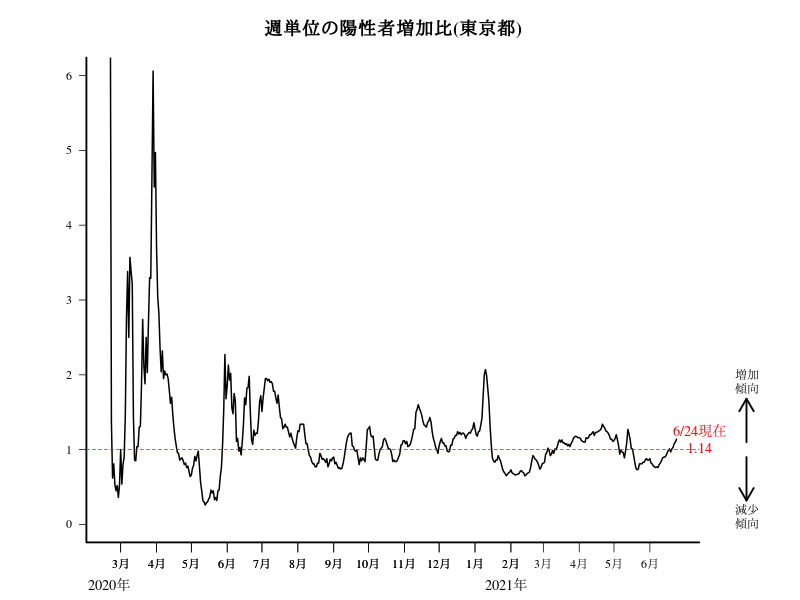 週単位の陽性者増加比(東京都)
6
5
4
3
2
1
0
増加
傾向
6/24現在
1.14
減少
傾向
3月 4月 5月 6月 7月 8月 9月 10月 11月 12月 1月 2月 3月 4月 5月 6月
2020年 2021年